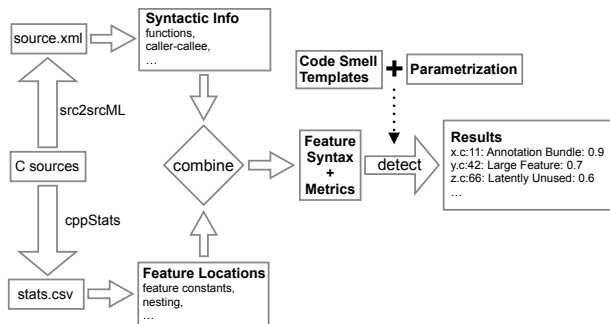 source.xml
Syntactic Info
functions,
caller-callee,
...
src2srcML
C sources
cppStats
stats.csv
Feature Locations
feature constants,
nesting,
...
combine
Code Smell
Templates
+
Parametrization
Feature
Syntax
+
Metrics
detect
Results
x.c:11: Annotation Bundle: 0.9
y.c:42: Large Feature: 0.7
z.c:66: Latently Unused: 0.6
...